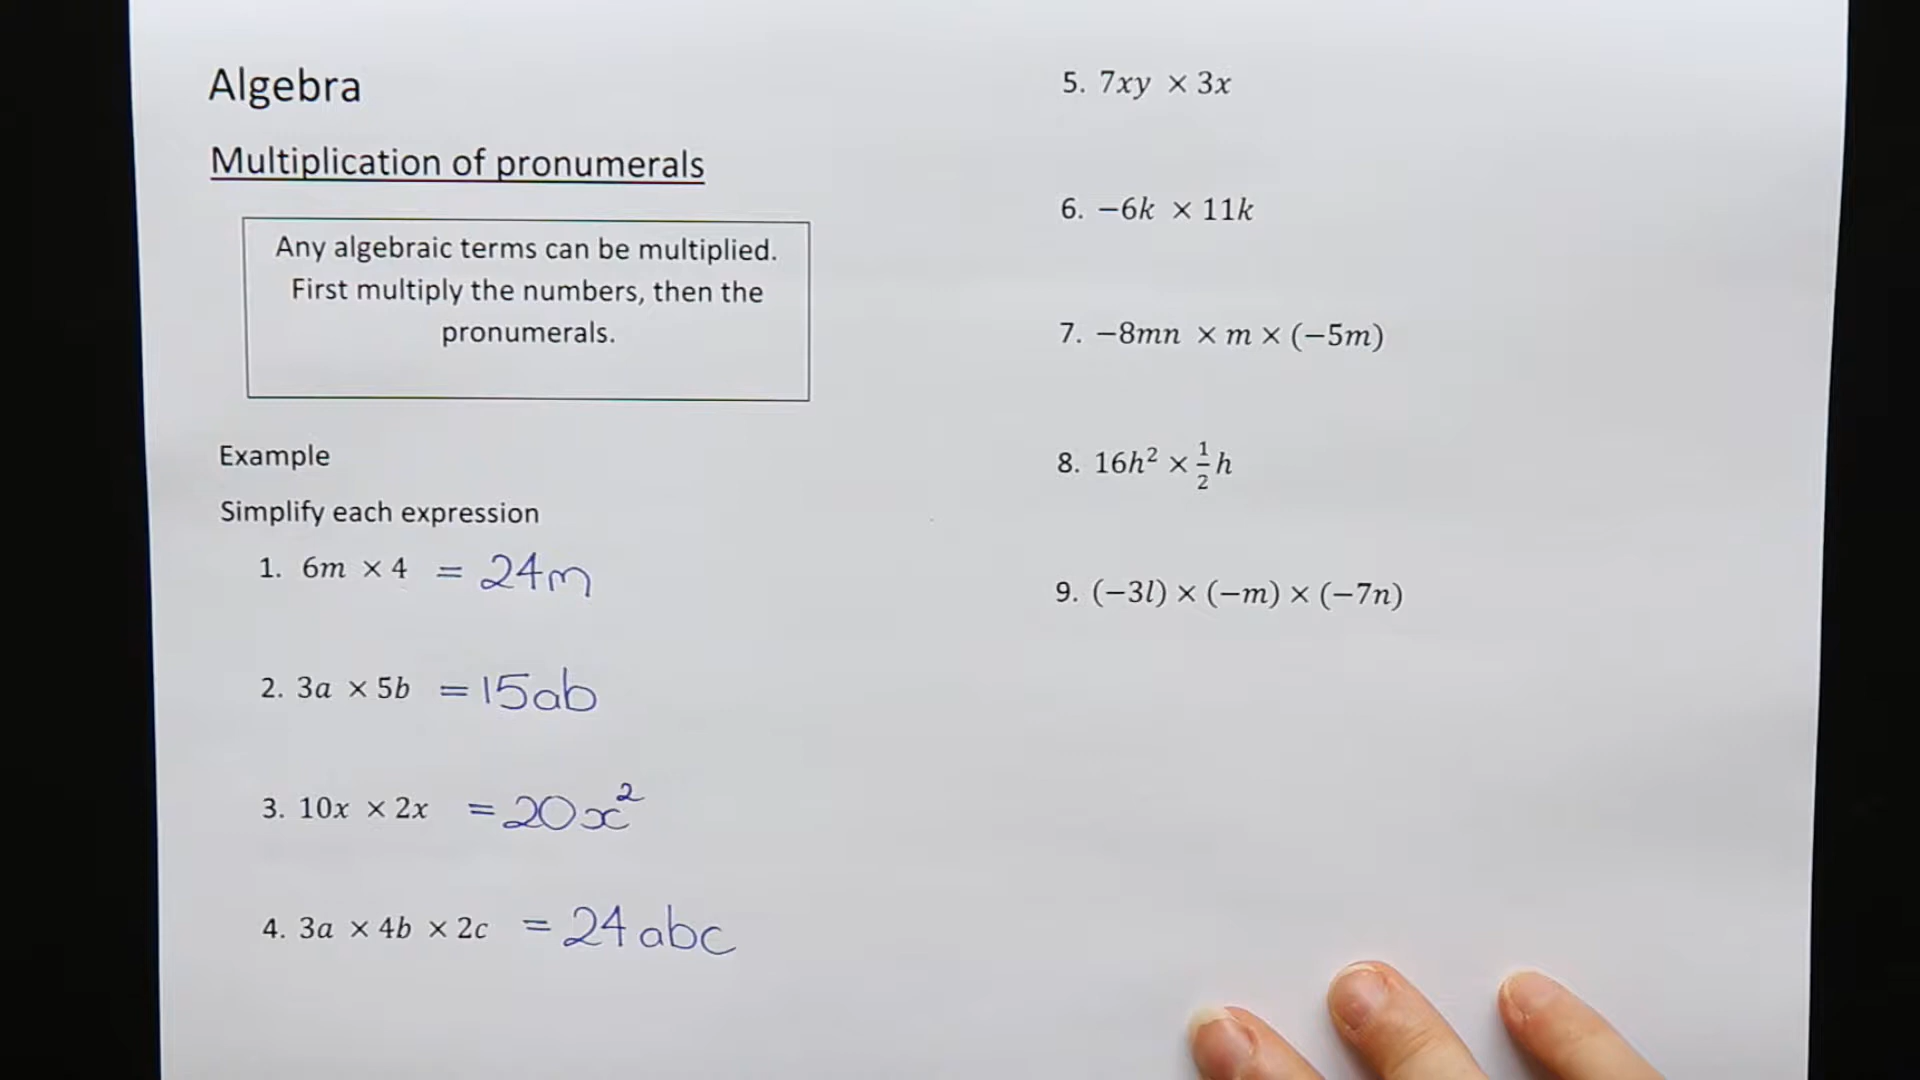 Algebra
Multiplication of pronumerals
Any algebraic terms can be multiplied.
First multiply the numbers, then the
pronumerals.
Example
Simplify each expression
1. 6m × 4 = 24m
2. 3a × 5b = 15ab
3. 10x × 2x = 20x²
4. 3a × 4b × 2c = 24abc
5. 7xy × 3x
6. −6k × 11k
7. −8mn × m × (−5m)
8. 16h² × ½h
9. (−3l) × (−m) × (−7n)